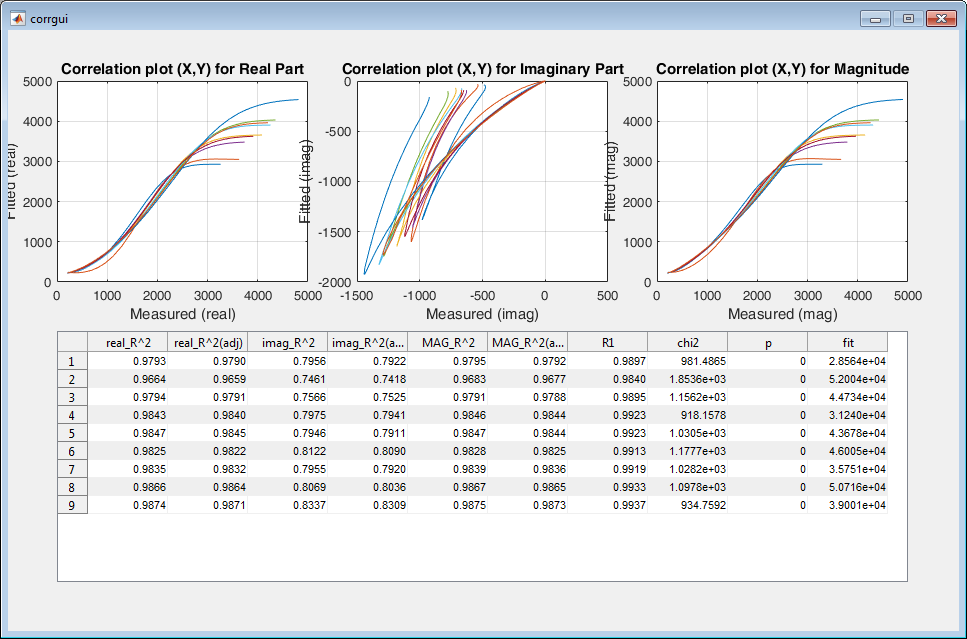 corrgui
Correlation plot (X,Y) for Real Part
5000
4000
3000
2000
1000
0
0 1000 2000 3000 4000 5000
Fitted (real)
Measured (real)
Correlation plot (X,Y) for Imaginary Part
0
-500
-1000
-1500
-2000
-1500 -1000 -500 0 500
Fitted (imag)
Measured (imag)
Correlation plot (X,Y) for Magnitude
5000
4000
3000
2000
1000
0
0 1000 2000 3000 4000 5000
Fitted (mag)
Measured (mag)
real_R^2 real_R^2(adj) imag_R^2 imag_R^2(a... MAG_R^2 MAG_R^2(a... R1 chi2 p fit
1 0.9793 0.9790 0.7956 0.7922 0.9795 0.9792 0.9897 981.4865 0 2.8564e+04
2 0.9664 0.9659 0.7461 0.7418 0.9683 0.9677 0.9840 1.8536e+03 0 5.2004e+04
3 0.9794 0.9791 0.7566 0.7525 0.9791 0.9788 0.9895 1.1562e+03 0 4.4734e+04
4 0.9843 0.9840 0.7975 0.7941 0.9846 0.9844 0.9923 918.1578 0 3.1240e+04
5 0.9847 0.9845 0.7946 0.7911 0.9847 0.9844 0.9923 1.0305e+03 0 4.3678e+04
6 0.9825 0.9822 0.8122 0.8090 0.9828 0.9825 0.9913 1.1777e+03 0 4.6005e+04
7 0.9835 0.9832 0.7955 0.7920 0.9839 0.9836 0.9919 1.0282e+03 0 3.5751e+04
8 0.9866 0.9864 0.8069 0.8036 0.9867 0.9865 0.9933 1.0978e+03 0 5.0716e+04
9 0.9874 0.9871 0.8337 0.8309 0.9875 0.9873 0.9937 934.7592 0 3.9001e+04